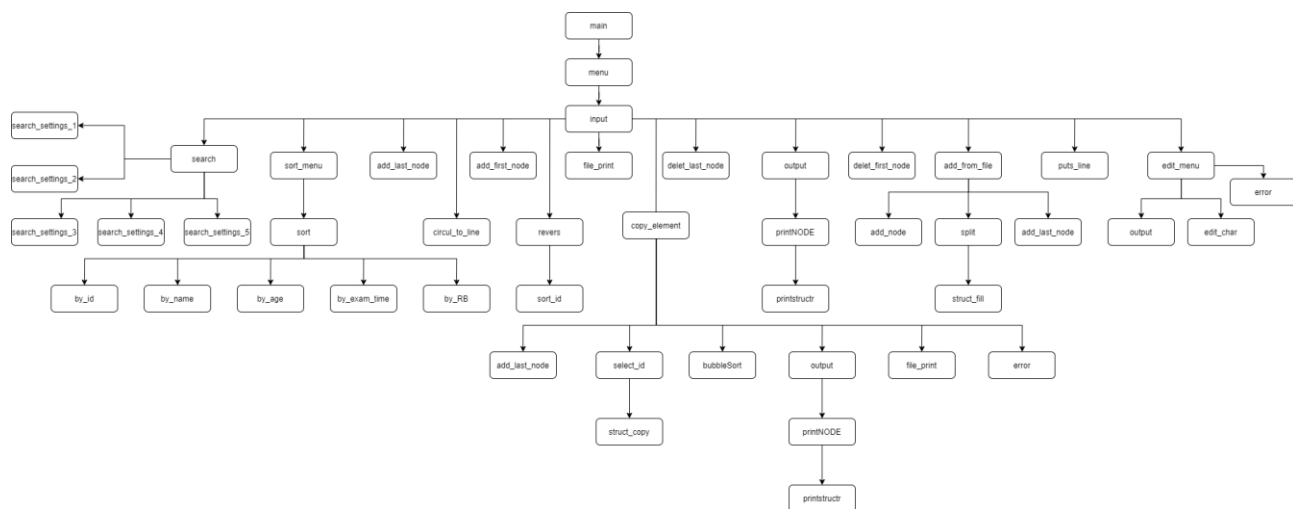 main
menu
input
search_settings_1
search
sort_menu
add_last_node
add_first_node
file_print
delet_last_node
output
delet_first_node
add_from_file
puts_line
edit_menu
search_settings_2
error
search_settings_3
search_settings_4
search_settings_5
sort
circul_to_line
revers
copy_element
printNODE
add_node
split
add_last_node
output
edit_char
by_id
by_name
by_age
by_exam_time
by_RB
sort_id
printstructr
struct_fill
add_last_node
select_id
bubbleSort
output
file_print
error
struct_copy
printNODE
printstructr